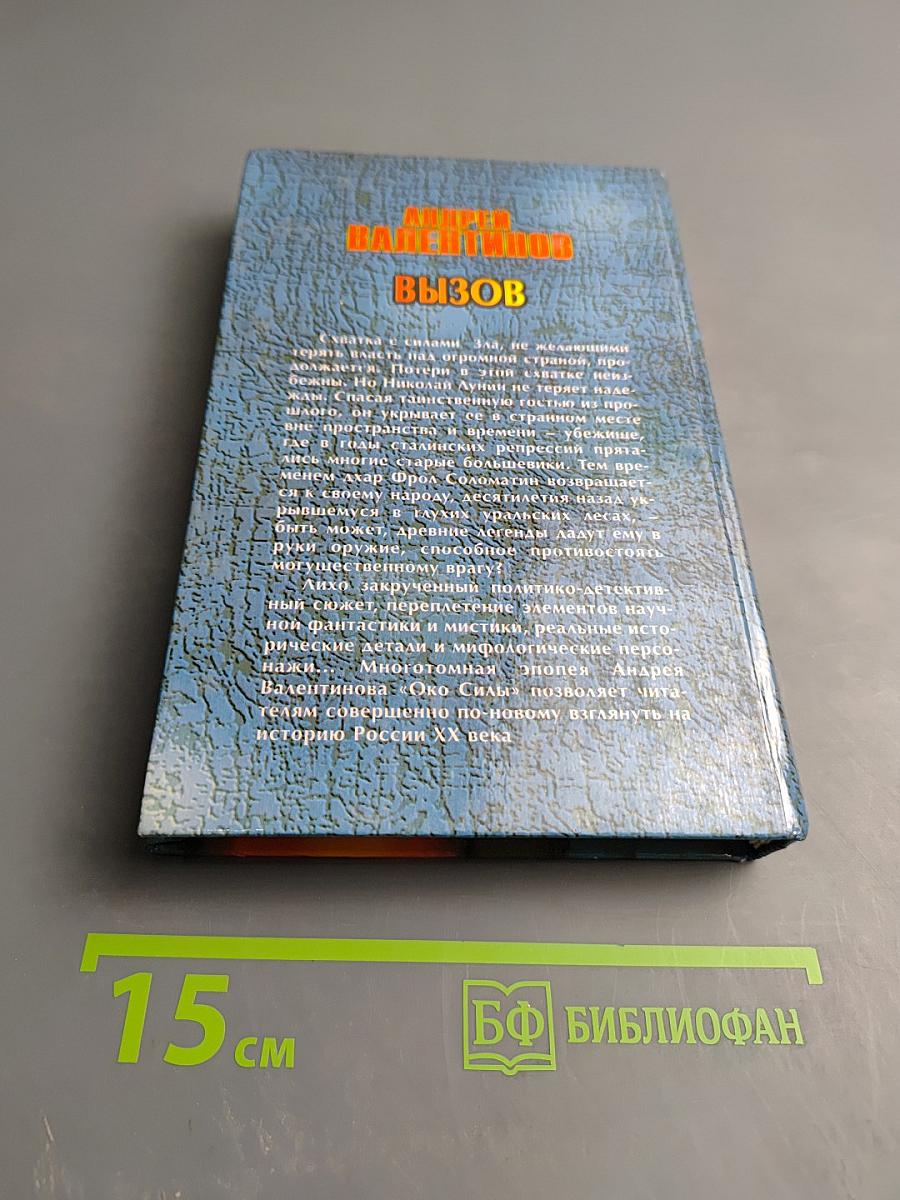 АНДРЕЙ
ВАЛЕНТИНОВ
ВЫЗОВ
Схватка с силами Зла, не желающими
терять власть над огромной страной, про-
должается. Потери в этой схватке неиз-
бежны. Но Николай Лунин не теряет наде-
жды. Спасая таинственную гостью из про-
шлого, он укрывает ее в странном месте
вне пространства и времени – убежище,
где в годы сталинских репрессий прята-
лись многие старые большевики. Тем вре-
менем дхар Фрол Соломатин возвращает-
ся к своему народу, десятилетия назад ук-
рывшемуся в глухих уральских лесах, –
быть может, древние легенды дадут ему в
руки оружие, способное противостоять
могущественному врагу?
Лихо закрученный политико-детектив-
ный сюжет, переплетение элементов науч-
ной фантастики и мистики, реальные исто-
рические детали и мифологические персо-
нажи... Многотомная эпопея Андрея
Валентинова «Око Силы» позволяет чита-
телям совершенно по-новому взглянуть на
историю России XX века
15 см
БФ БИБЛИОФАН